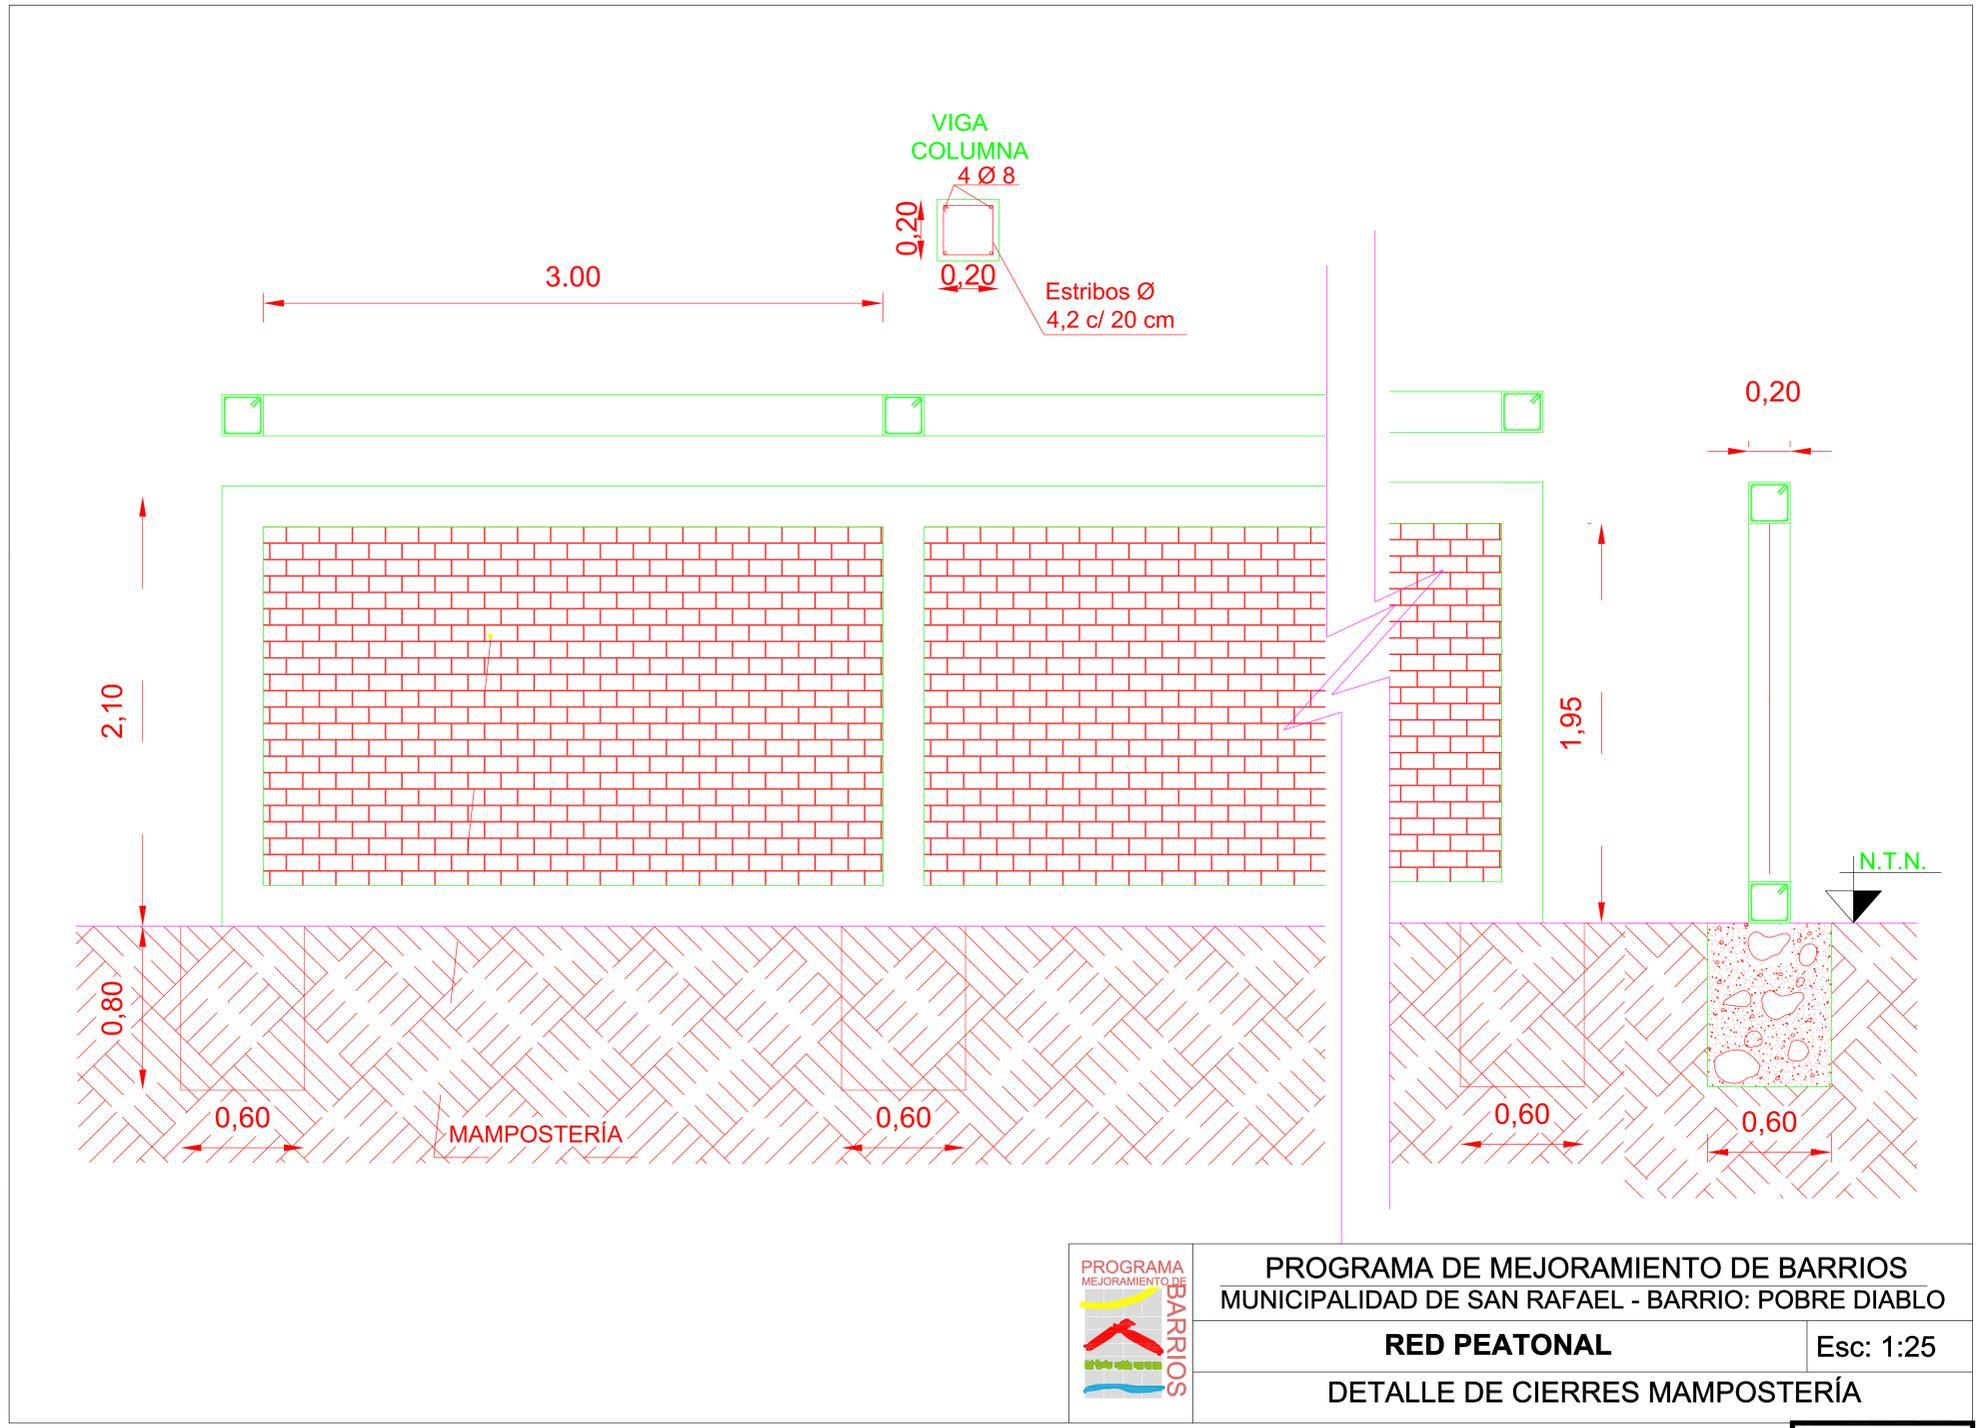 VIGA
COLUMNA
4 Ø 8
0,20
0,20
Estribos Ø
4,2 c/ 20 cm
3.00
0,20
2,10
1,95
N.T.N.
0,80
0,60
0,60
0,60
0,60
MAMPOSTERÍA
PROGRAMA
MEJORAMIENTO DE
BARRIOS
PROGRAMA DE MEJORAMIENTO DE BARRIOS
MUNICIPALIDAD DE SAN RAFAEL - BARRIO: POBRE DIABLO
RED PEATONAL
Esc: 1:25
DETALLE DE CIERRES MAMPOSTERÍA